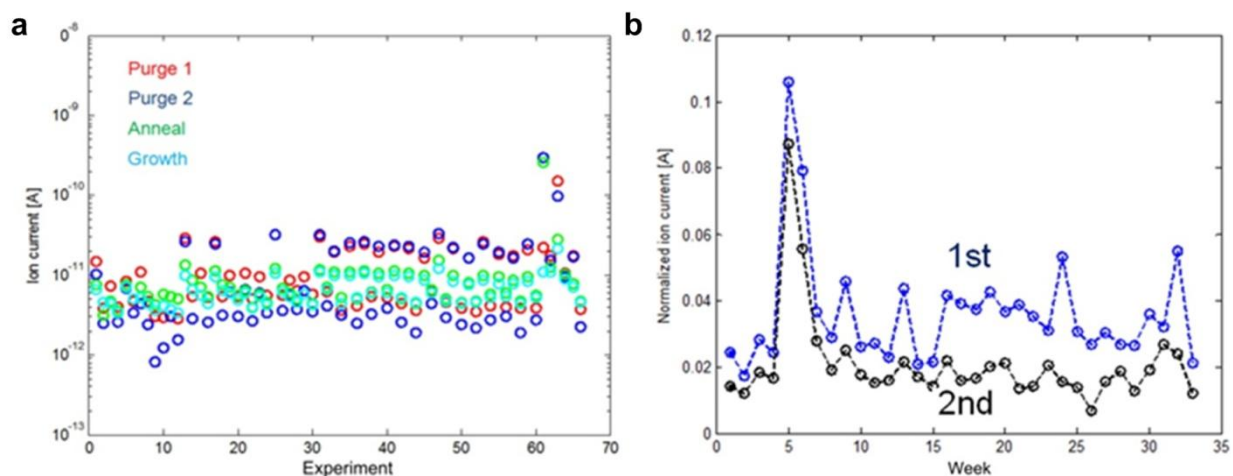 a
0^-8
10^-9
10^-10
10^-11
10^-12
10^-13
Ion current [A]
Purge 1
Purge 2
Anneal
Growth
0 10 20 30 40 50 60 70
Experiment
b
0.12
0.1
0.08
0.06
0.04
0.02
0
Normalized ion current [A]
1st
2nd
0 5 10 15 20 25 30 35
Week